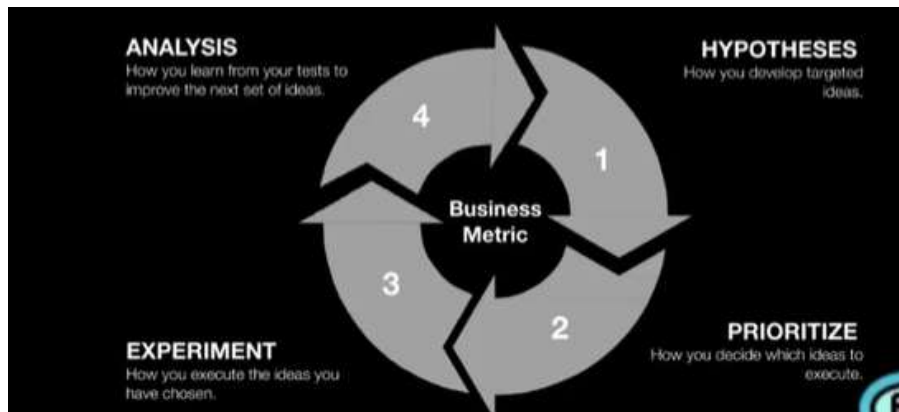 ANALYSIS
How you learn from your tests to
improve the next set of ideas.
HYPOTHESES
How you develop targeted
ideas.
4
1
Business
Metric
3
2
EXPERIMENT
How you execute the ideas you
have chosen.
PRIORITIZE
How you decide which ideas to
execute.